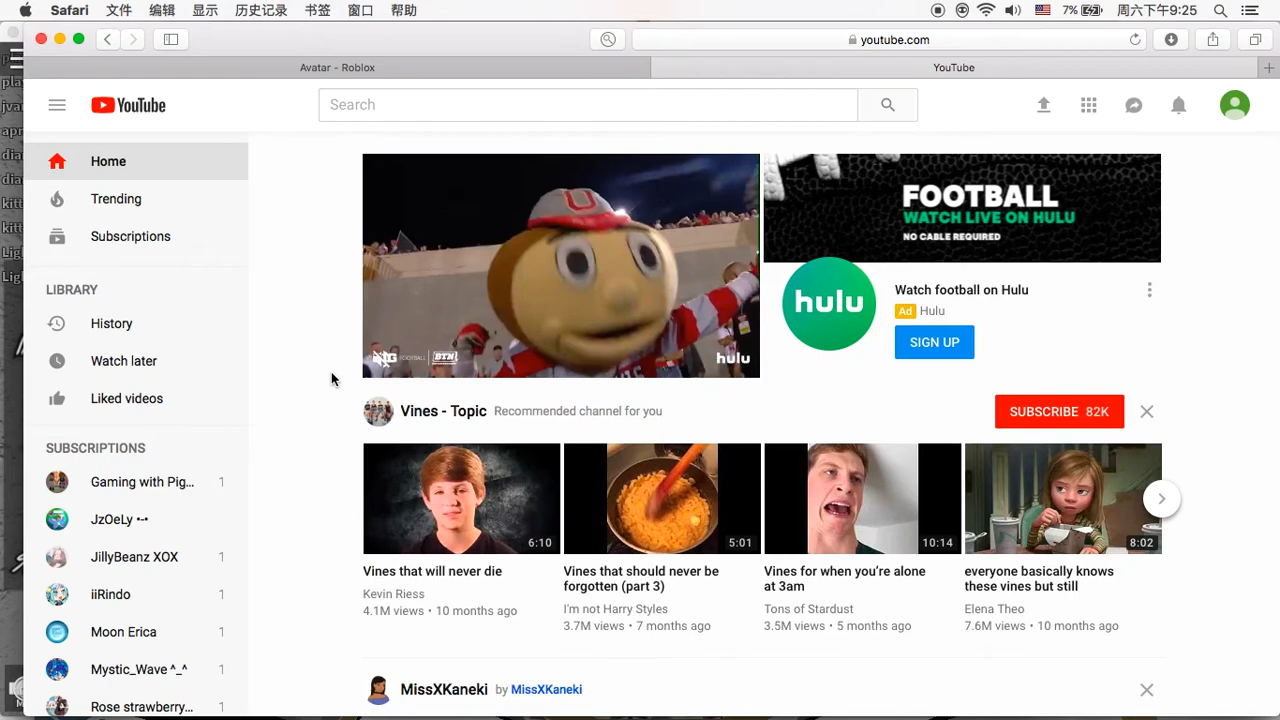 Safari 文件 编辑 显示 历史记录 书签 窗口 帮助 7% 周六下午9:25
youtube.com
Avatar - Roblox YouTube
YouTube Search
Home
Trending
Subscriptions
LIBRARY
History
Watch later
Liked videos
SUBSCRIPTIONS
Gaming with Pig... 1
JzOeLy •-• 1
JillyBeanz XOX 1
iiRindo 1
Moon Erica 1
Mystic_Wave ^_^ 1
Rose strawberry... 1
FOOTBALL BTN hulu
FOOTBALL
WATCH LIVE ON HULU
NO CABLE REQUIRED
hulu
Watch football on Hulu
Ad Hulu
SIGN UP
Vines - Topic Recommended channel for you SUBSCRIBE 82K
6:10 5:01 10:14 8:02
Vines that will never die
Kevin Riess
4.1M views • 10 months ago
Vines that should never be
forgotten (part 3)
I'm not Harry Styles
3.7M views • 7 months ago
Vines for when you're alone
at 3am
Tons of Stardust
3.5M views • 5 months ago
everyone basically knows
these vines but still
Elena Theo
7.6M views • 10 months ago
MissXKaneki by MissXKaneki